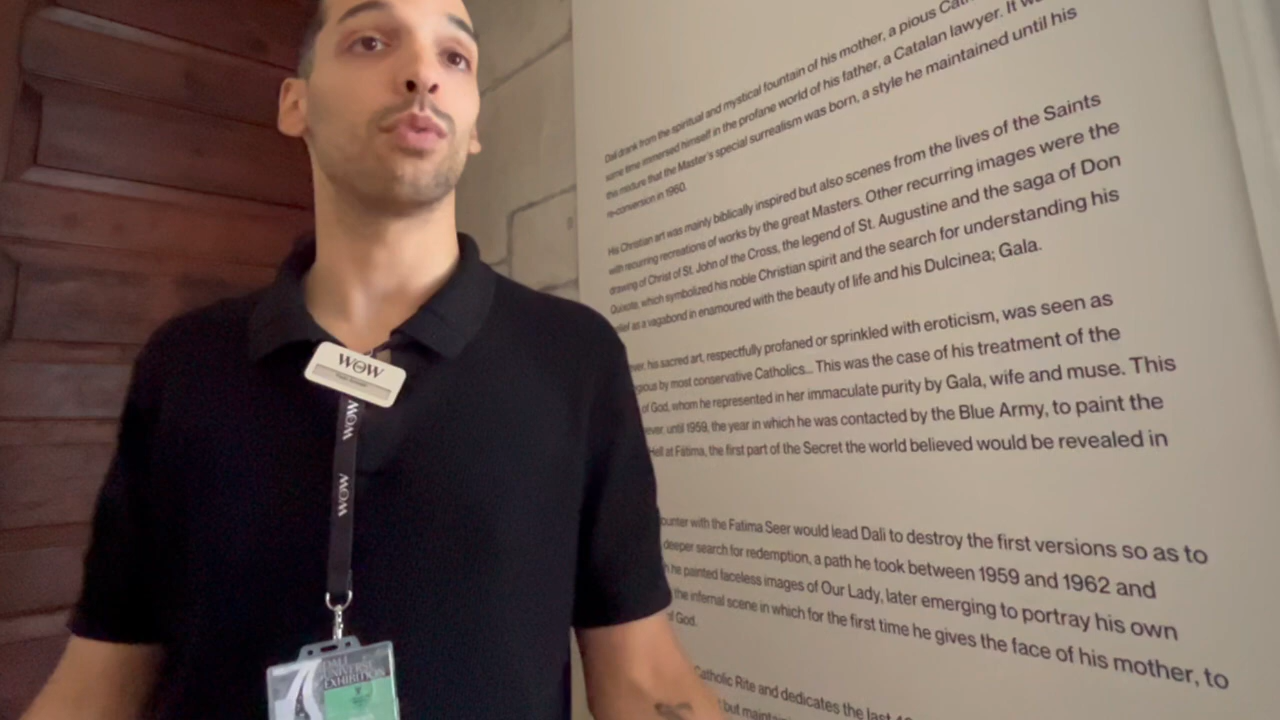 WOW
WOW
WOW
DALÍ
UNIVERSE
EXHIBITION
Dalí drank from the spiritual and mystical fountain of his mother, a pious
same time immersed himself in the profane world of his father, a Catalan lawyer. It
this mixture that the Master's special surrealism was born, a style he maintained until his
re-conversion in 1960.
His Christian art was mainly biblically inspired but also scenes from the lives of the Saints
with recurring recreations of works by the great Masters. Other recurring images were the
drawing of Christ of St. John of the Cross, the legend of St. Augustine and the saga of Don
Quixote, which symbolized his noble Christian spirit and the search for understanding his
as a vagabond in enamoured with the beauty of life and his Dulcinea; Gala.
his sacred art, respectfully profaned or sprinkled with eroticism, was seen as
by most conservative Catholics... This was the case of his treatment of the
of God, whom he represented in her immaculate purity by Gala, wife and muse. This
until 1959, the year in which he was contacted by the Blue Army, to paint the
Hell at Fatima, the first part of the Secret the world believed would be revealed in
with the Fatima Seer would lead Dalí to destroy the first versions so as to
deeper search for redemption, a path he took between 1959 and 1962 and
he painted faceless images of Our Lady, later emerging to portray his own
the infernal scene in which for the first time he gives the face of his mother, to
of God.
Catholic Rite and dedicates the last
but